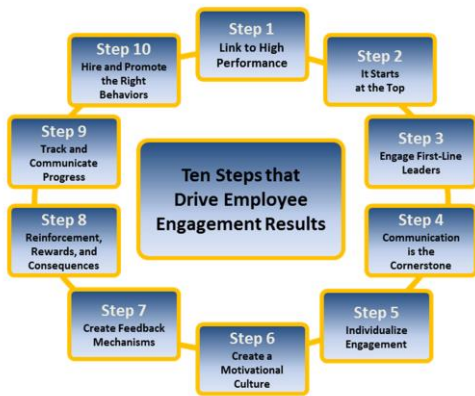 Step 1
Link to High
Performance
Step 2
It Starts
at the Top
Step 3
Engage First-Line
Leaders
Step 4
Communication
is the
Cornerstone
Step 5
Individualize
Engagement
Step 6
Create a
Motivational
Culture
Step 7
Create Feedback
Mechanisms
Step 8
Reinforcement,
Rewards, and
Consequences
Step 9
Track and
Communicate
Progress
Step 10
Hire and Promote
the Right
Behaviors
Ten Steps that
Drive Employee
Engagement Results